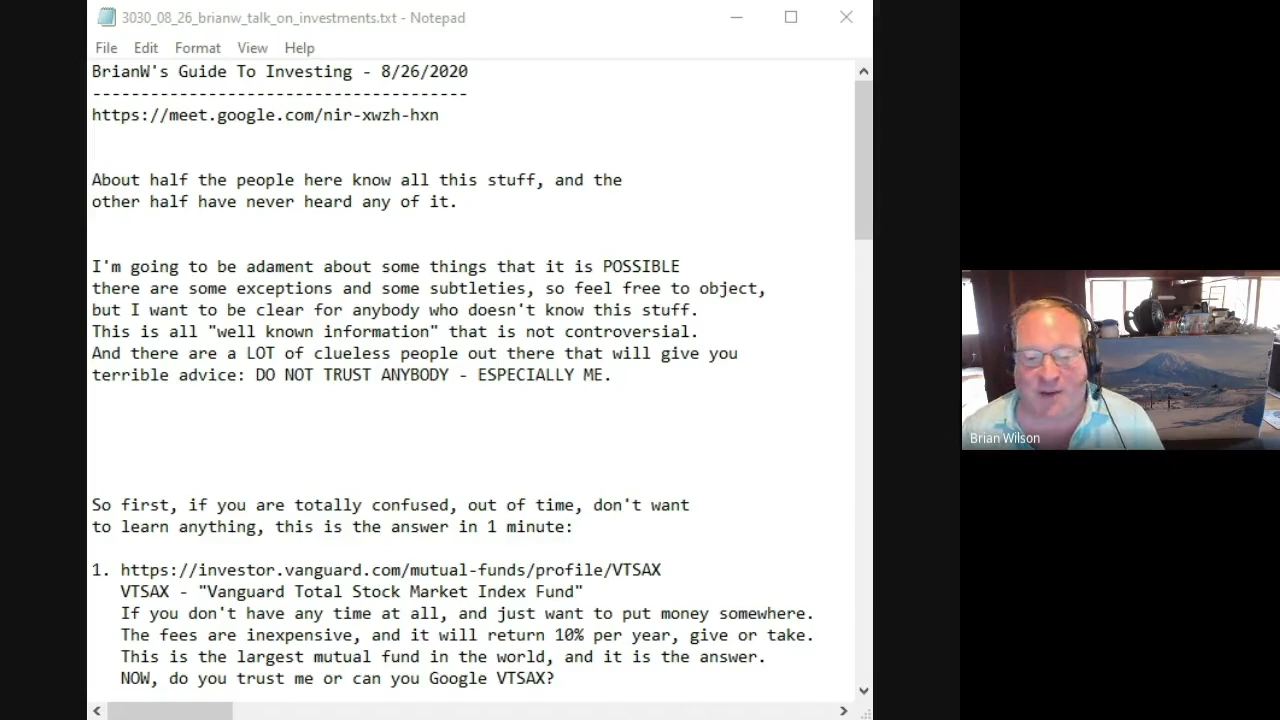 3030_08_26_brianw_talk_on_investments.txt - Notepad
File Edit Format View Help
BrianW's Guide To Investing - 8/26/2020
---------------------------------------
https://meet.google.com/nir-xwzh-hxn
About half the people here know all this stuff, and the
other half have never heard any of it.
I'm going to be adament about some things that it is POSSIBLE
there are some exceptions and some subtleties, so feel free to object,
but I want to be clear for anybody who doesn't know this stuff.
This is all "well known information" that is not controversial.
And there are a LOT of clueless people out there that will give you
terrible advice: DO NOT TRUST ANYBODY - ESPECIALLY ME.
So first, if you are totally confused, out of time, don't want
to learn anything, this is the answer in 1 minute:
1. https://investor.vanguard.com/mutual-funds/profile/VTSAX
VTSAX - "Vanguard Total Stock Market Index Fund"
If you don't have any time at all, and just want to put money somewhere.
The fees are inexpensive, and it will return 10% per year, give or take.
This is the largest mutual fund in the world, and it is the answer.
NOW, do you trust me or can you Google VTSAX?
Brian Wilson